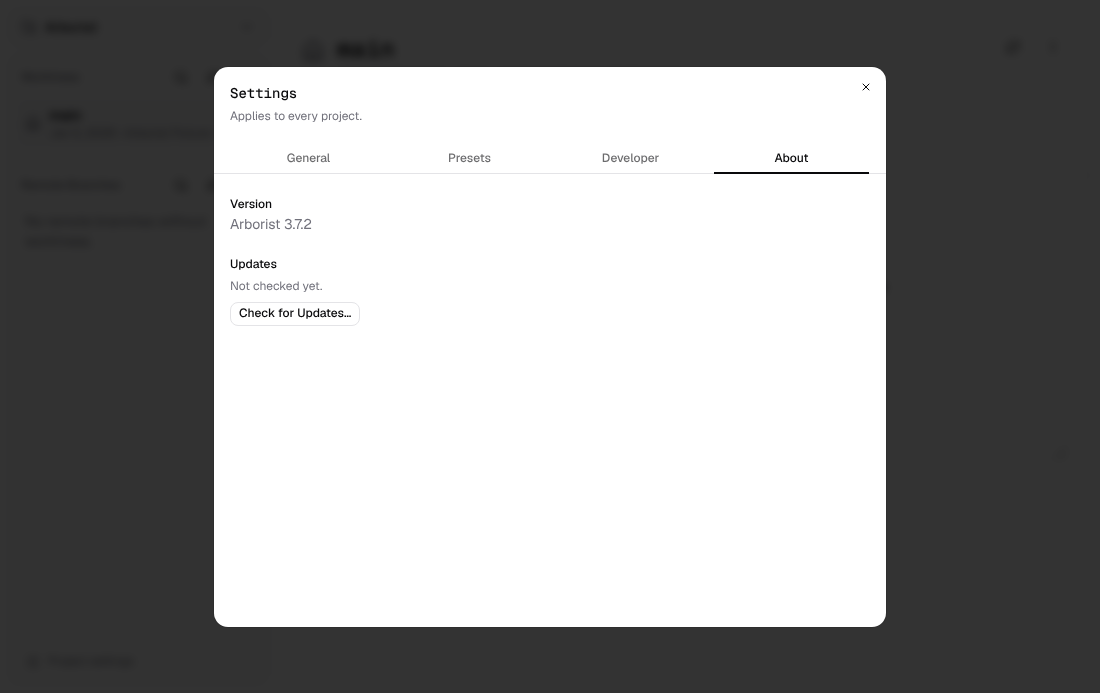 main
Settings
Applies to every project.
General Presets Developer About
Version
Arborist 3.7.2
Updates
Not checked yet.
Check for Updates...